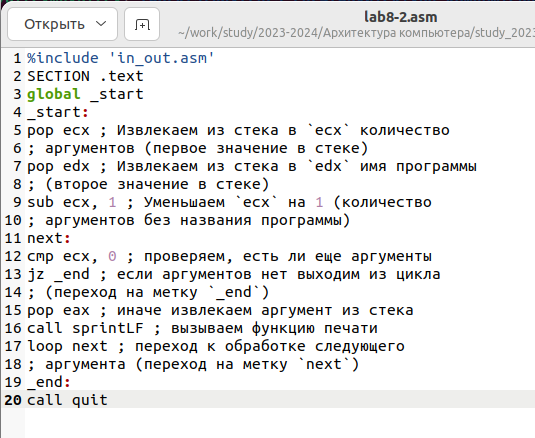 Открыть
lab8-2.asm
~/work/study/2023-2024/Архитектура компьютера/study_2023
1 %include 'in_out.asm'
2 SECTION .text
3 global _start
4 _start:
5 pop ecx ; Извлекаем из стека в `ecx` количество
6 ; аргументов (первое значение в стеке)
7 pop edx ; Извлекаем из стека в `edx` имя программы
8 ; (второе значение в стеке)
9 sub ecx, 1 ; Уменьшаем `ecx` на 1 (количество
10 ; аргументов без названия программы)
11 next:
12 cmp ecx, 0 ; проверяем, есть ли еще аргументы
13 jz _end ; если аргументов нет выходим из цикла
14 ; (переход на метку `_end`)
15 pop eax ; иначе извлекаем аргумент из стека
16 call sprintLF ; вызываем функцию печати
17 loop next ; переход к обработке следующего
18 ; аргумента (переход на метку `next`)
19 _end:
20 call quit